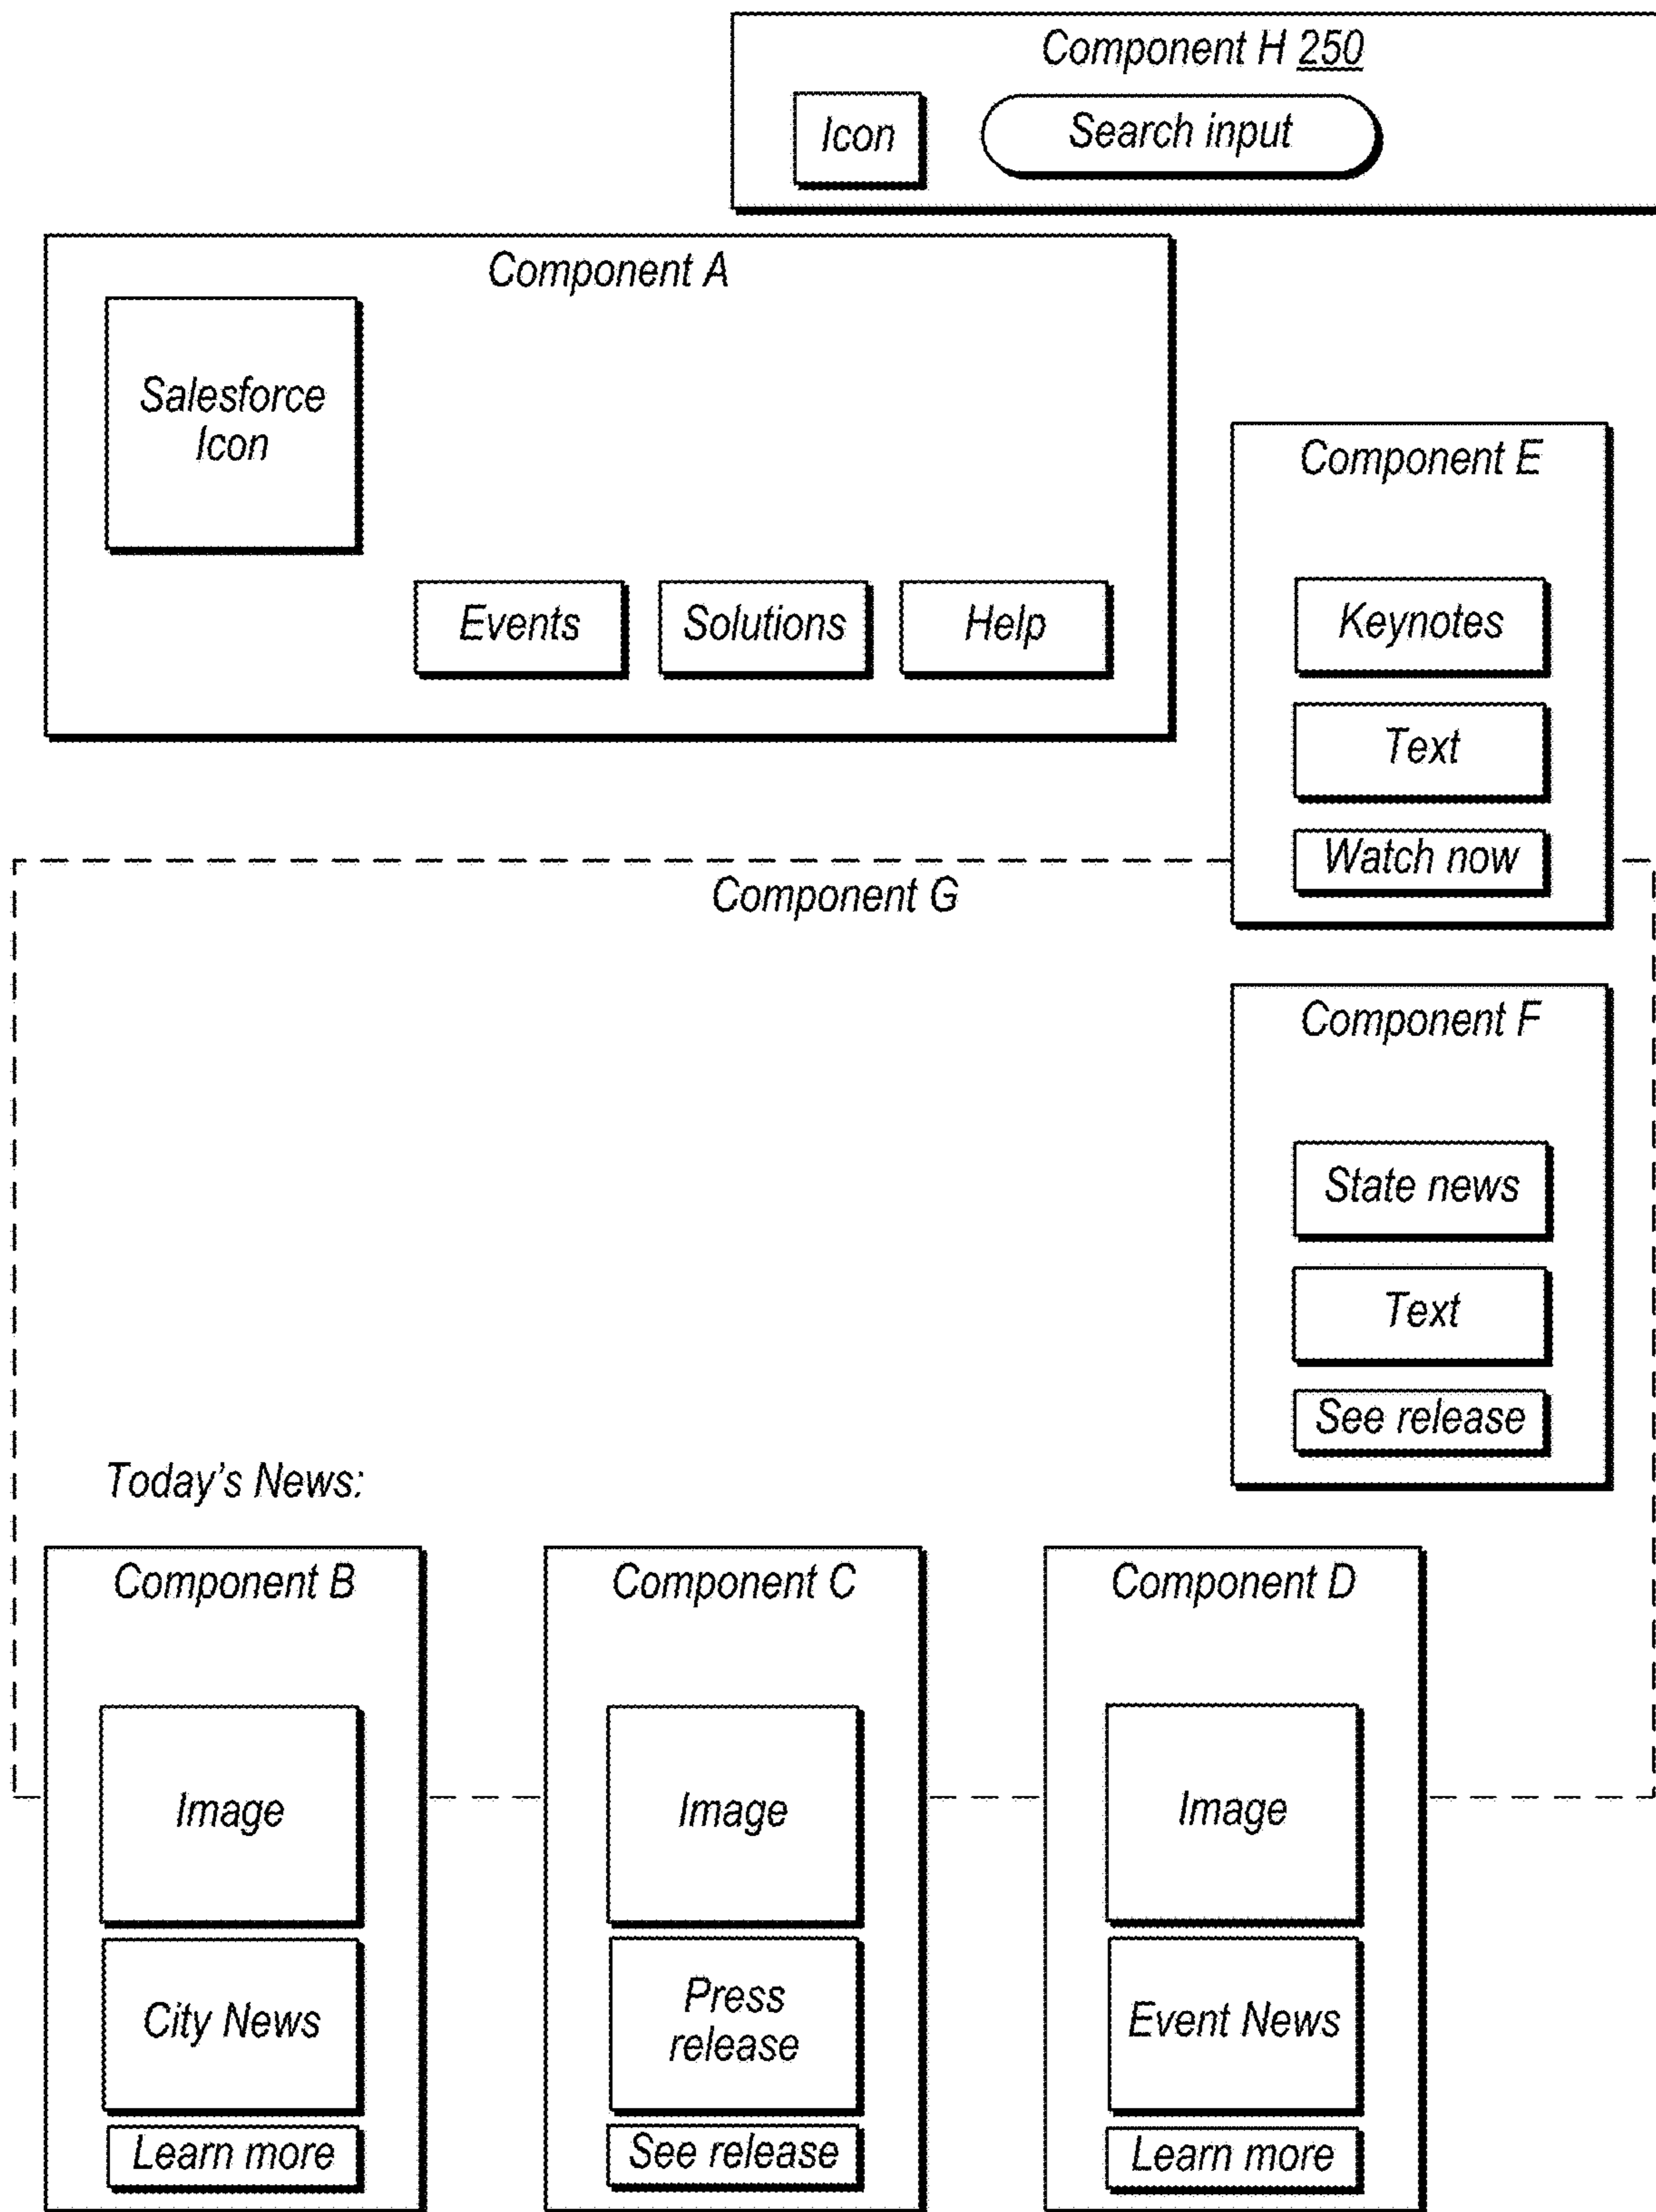 Component H 250
Icon
Search input
Component A
Salesforce
Icon
Events
Solutions
Help
Component E
Keynotes
Text
Watch now
Component G
Component F
State news
Text
See release
Today's News:
Component B
Image
City News
Learn more
Component C
Image
Press
release
See release
Component D
Image
Event News
Learn more